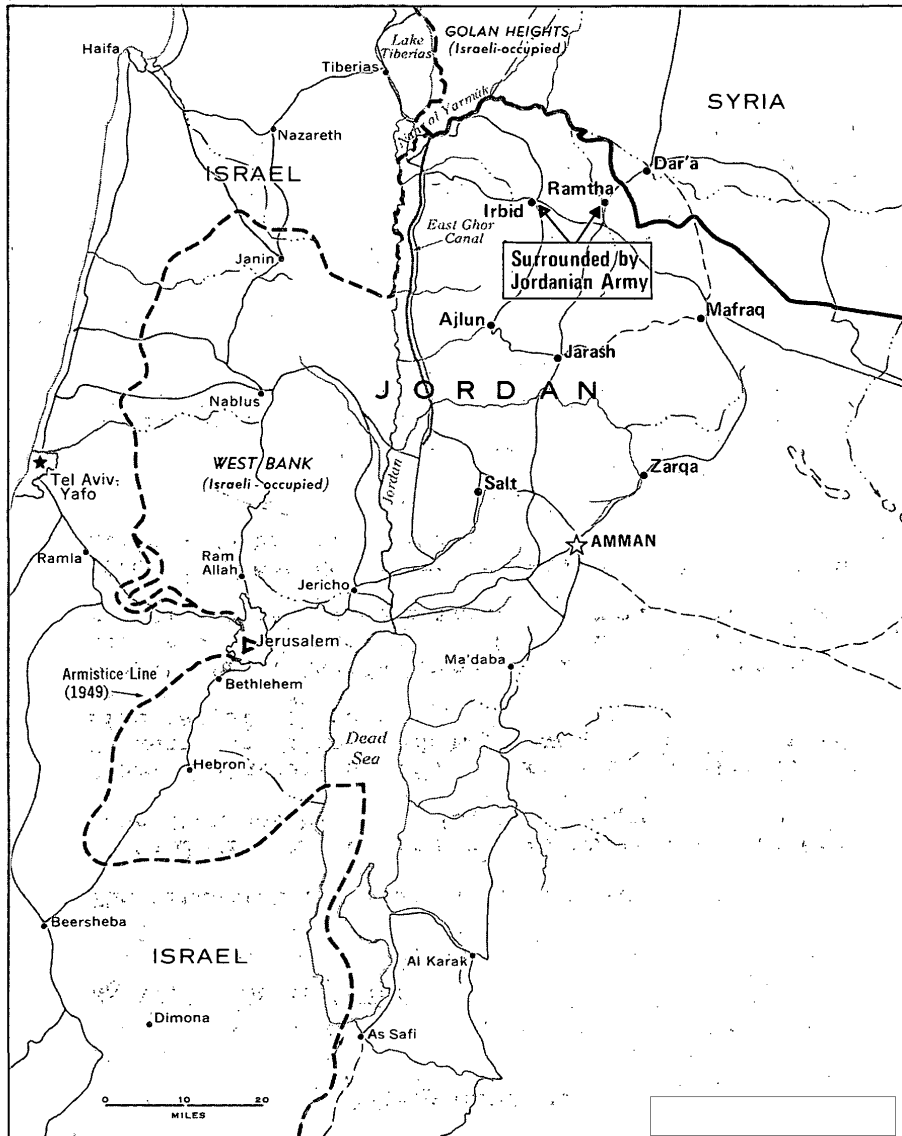 GOLAN HEIGHTS
(Israeli-occupied)
Lake
Tiberias
Haifa
Tiberias
Nahr al Yarmūk
SYRIA
Nazareth
ISRAEL
Dar'a
Ramtha
Irbid
East Ghor
Canal
Surrounded by
Jordanian Army
Janin
Ajlun
Mafraq
Jarash
JORDAN
Nablus
WEST BANK
(Israeli-occupied)
Jordan
Tel Aviv-
Yafo
Salt
Zarqa
AMMAN
Ramla
Ram
Allah
Jericho
Jerusalem
Ma'daba
Armistice Line
(1949)
Bethlehem
Dead
Sea
Hebron
Beersheba
ISRAEL
Al Karak
Dimona
As Safi
0 10 20
MILES